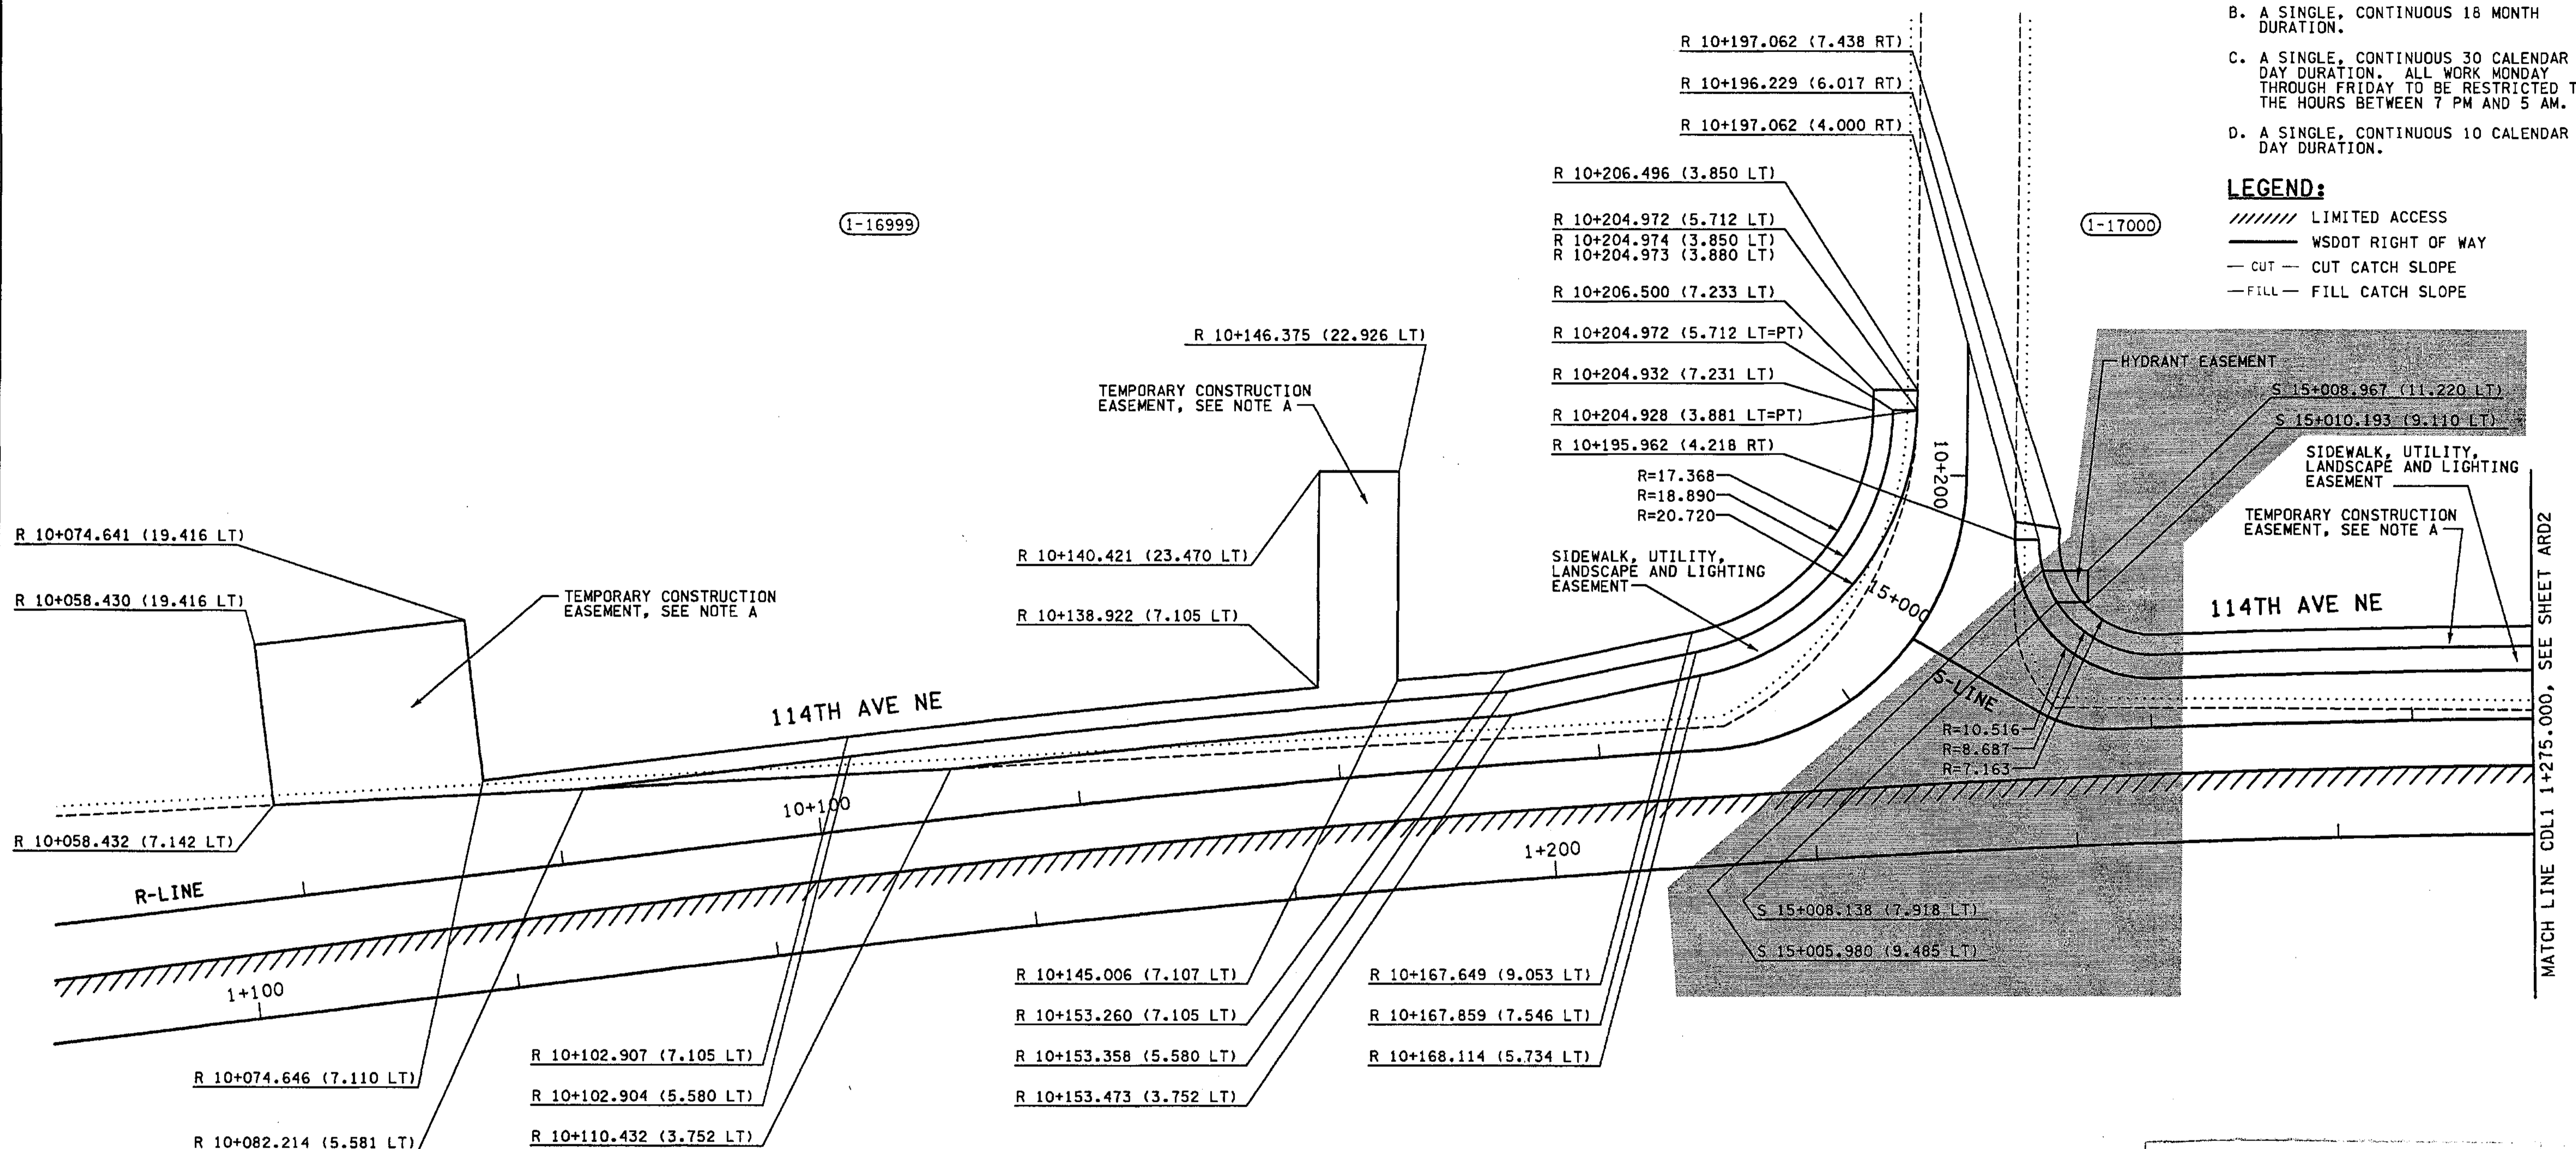 B. A SINGLE, CONTINUOUS 18 MONTH
DURATION.
C. A SINGLE, CONTINUOUS 30 CALENDAR
DAY DURATION. ALL WORK MONDAY
THROUGH FRIDAY TO BE RESTRICTED T
THE HOURS BETWEEN 7 PM AND 5 AM.
D. A SINGLE, CONTINUOUS 10 CALENDAR
DAY DURATION.
LEGEND:
LIMITED ACCESS
WSDOT RIGHT OF WAY
— CUT — CUT CATCH SLOPE
—FILL— FILL CATCH SLOPE
1-16999
1-17000
R 10+197.062 (7.438 RT)
R 10+196.229 (6.017 RT)
R 10+197.062 (4.000 RT)
R 10+206.496 (3.850 LT)
R 10+204.972 (5.712 LT)
R 10+204.974 (3.850 LT)
R 10+204.973 (3.880 LT)
R 10+206.500 (7.233 LT)
R 10+204.972 (5.712 LT=PT)
R 10+204.932 (7.231 LT)
R 10+204.928 (3.881 LT=PT)
R 10+195.962 (4.218 RT)
R=17.368
R=18.890
R=20.720
SIDEWALK, UTILITY,
LANDSCAPE AND LIGHTING
EASEMENT
R 10+146.375 (22.926 LT)
TEMPORARY CONSTRUCTION
EASEMENT, SEE NOTE A
R 10+140.421 (23.470 LT)
R 10+138.922 (7.105 LT)
R 10+074.641 (19.416 LT)
R 10+058.430 (19.416 LT)
TEMPORARY CONSTRUCTION
EASEMENT, SEE NOTE A
R 10+058.432 (7.142 LT)
114TH AVE NE
10+100
R-LINE
1+100
1+200
10+200
15+000
S-LINE
HYDRANT EASEMENT
S 15+008.967 (11.220 LT)
S 15+010.193 (9.110 LT)
SIDEWALK, UTILITY,
LANDSCAPE AND LIGHTING
EASEMENT
TEMPORARY CONSTRUCTION
EASEMENT, SEE NOTE A
114TH AVE NE
R=10.516
R=8.687
R=7.163
S 15+008.138 (7.918 LT)
S 15+005.980 (9.485 LT)
MATCH LINE CDL1 1+275.000, SEE SHEET ARD2
R 10+145.006 (7.107 LT)
R 10+153.260 (7.105 LT)
R 10+153.358 (5.580 LT)
R 10+153.473 (3.752 LT)
R 10+167.649 (9.053 LT)
R 10+167.859 (7.546 LT)
R 10+168.114 (5.734 LT)
R 10+102.907 (7.105 LT)
R 10+102.904 (5.580 LT)
R 10+110.432 (3.752 LT)
R 10+074.646 (7.110 LT)
R 10+082.214 (5.581 LT)